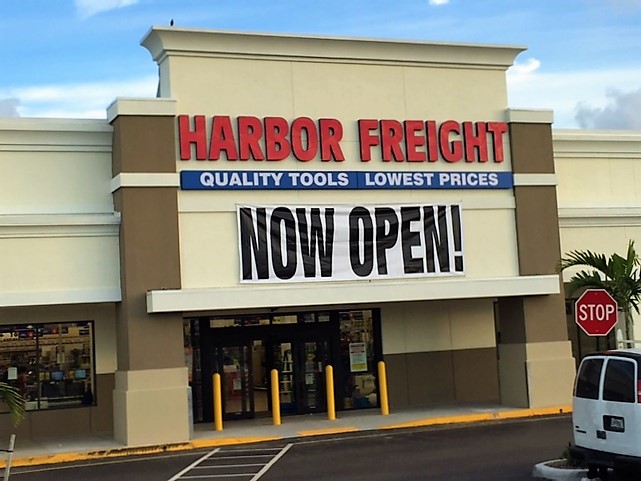 HARBOR FREIGHT
QUALITY TOOLS LOWEST PRICES
NOW OPEN!
STOP